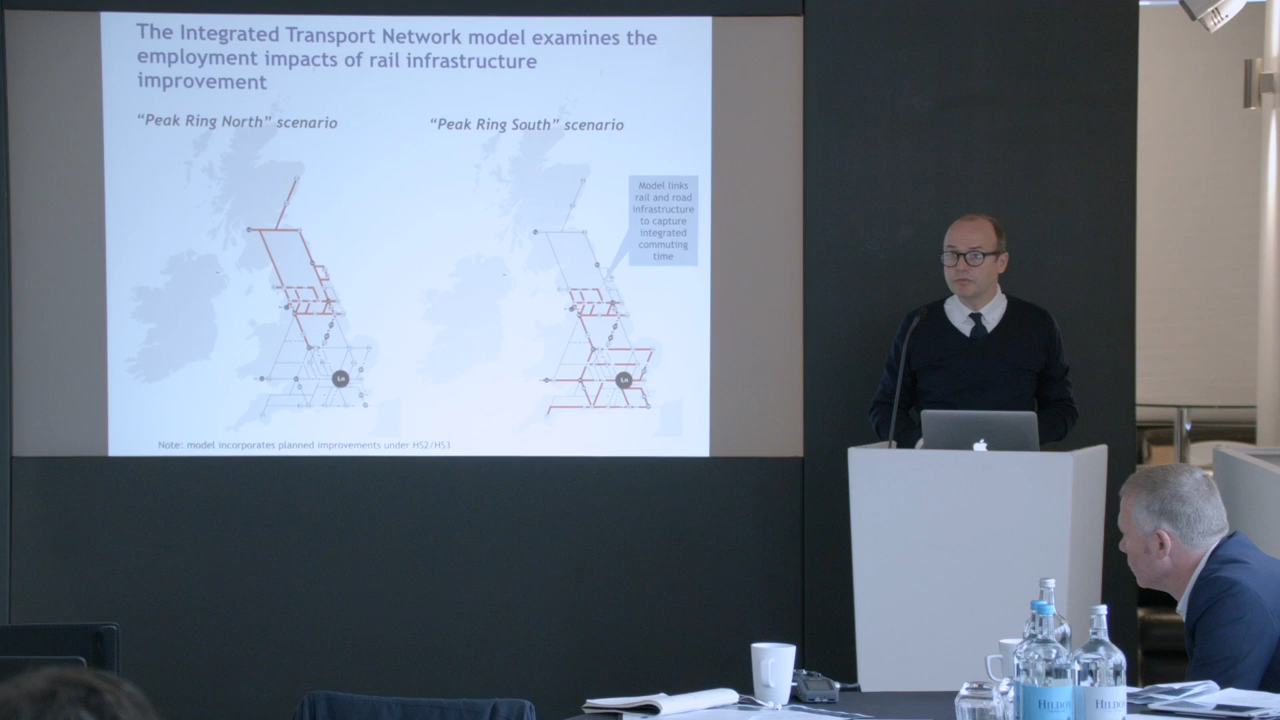 The Integrated Transport Network model examines the
employment impacts of rail infrastructure
improvement
“Peak Ring North” scenario
“Peak Ring South” scenario
Model links
rail and road
infrastructure
to capture
integrated
commuting
time
Ln
Ln
Note: model incorporates planned improvements under HS2/HS3
HILDON
HILDON